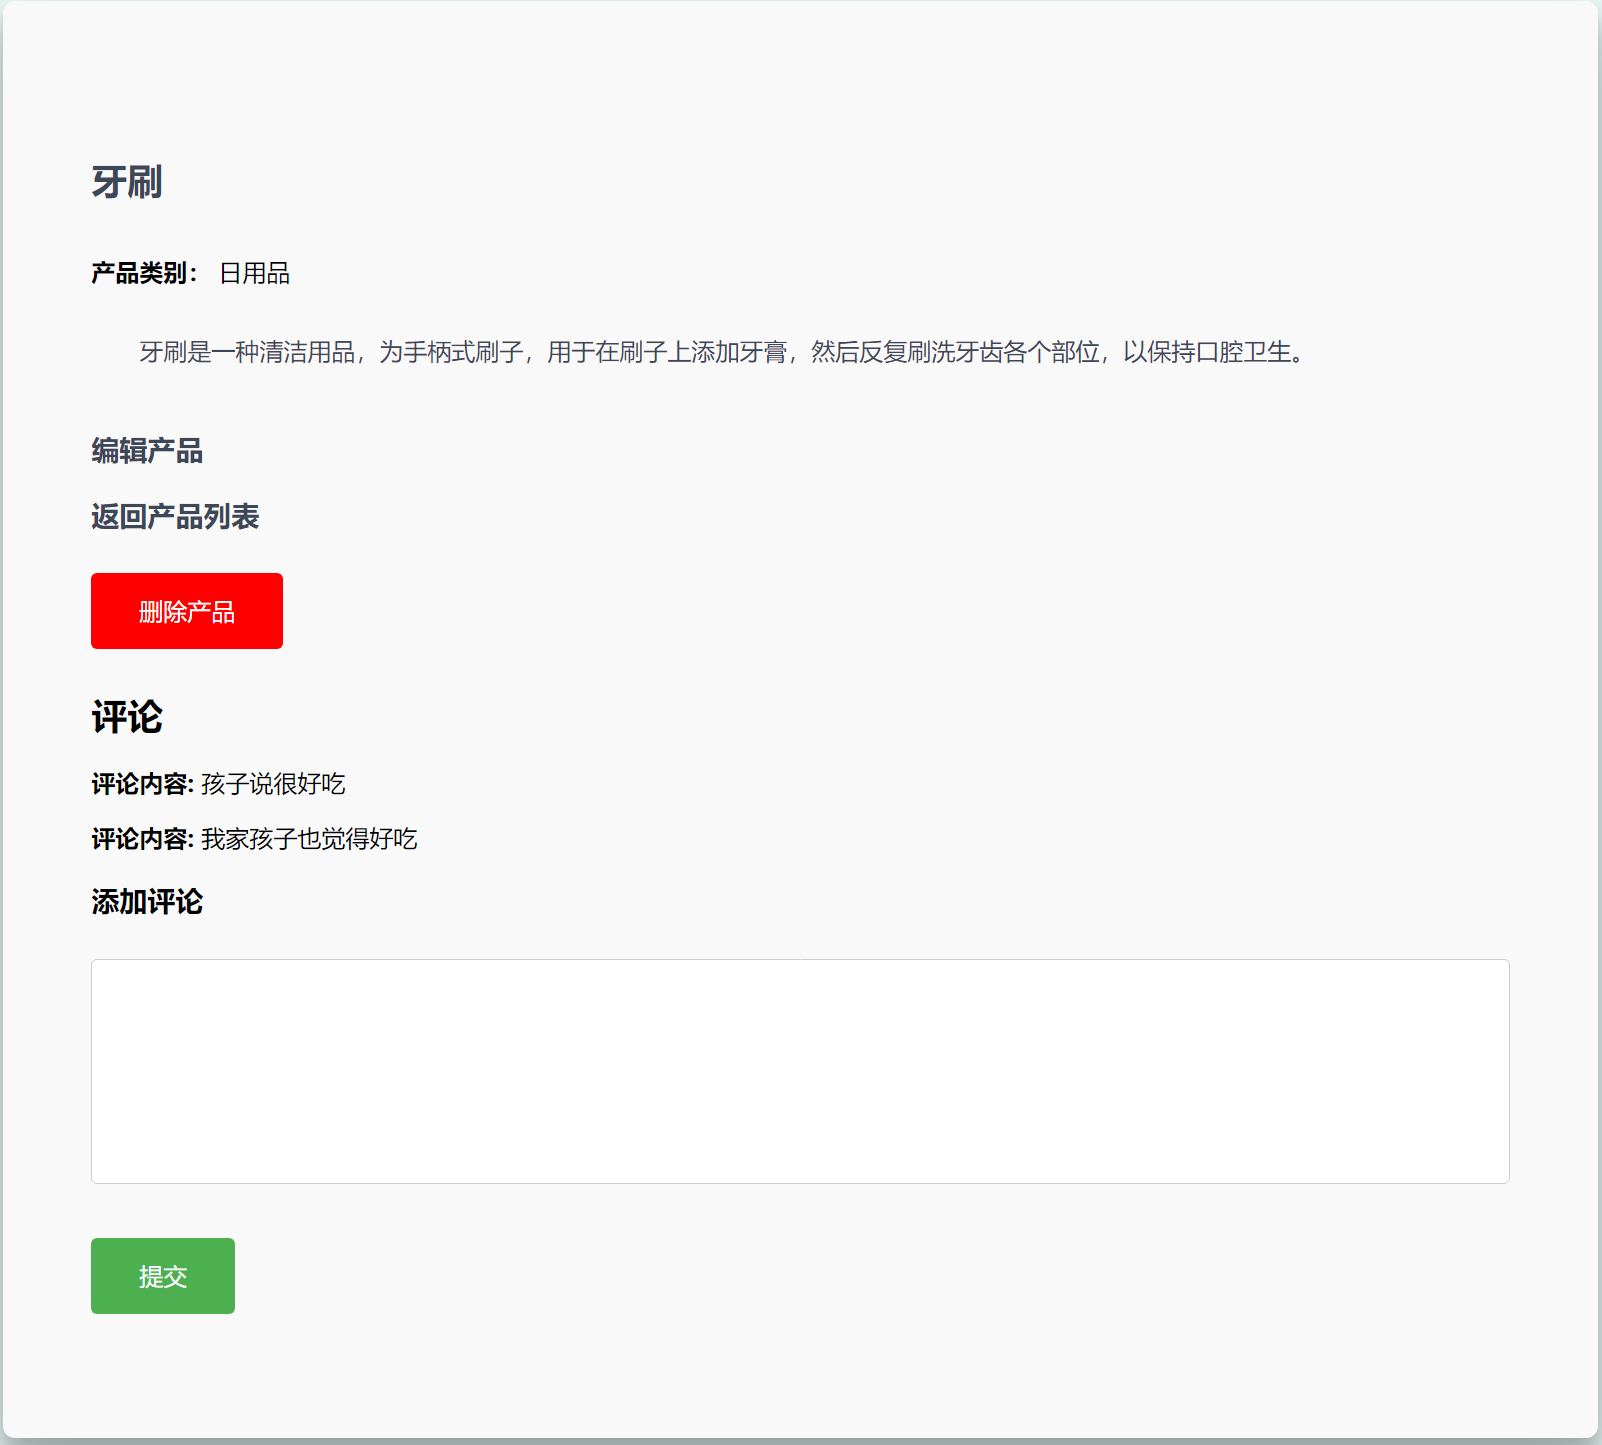 牙刷
产品类别： 日用品
牙刷是一种清洁用品，为手柄式刷子，用于在刷子上添加牙膏，然后反复刷洗牙齿各个部位，以保持口腔卫生。
编辑产品
返回产品列表
删除产品
评论
评论内容: 孩子说很好吃
评论内容: 我家孩子也觉得好吃
添加评论
提交